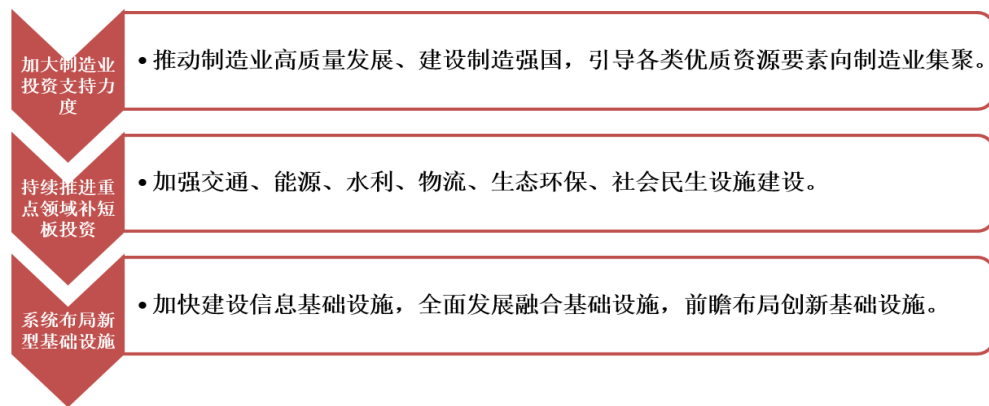 加大制造业
投资支持力
度
• 推动制造业高质量发展、建设制造强国，引导各类优质资源要素向制造业集聚。
持续推进重
点领域补短
板投资
• 加强交通、能源、水利、物流、生态环保、社会民生设施建设。
系统布局新
型基础设施
• 加快建设信息基础设施，全面发展融合基础设施，前瞻布局创新基础设施。